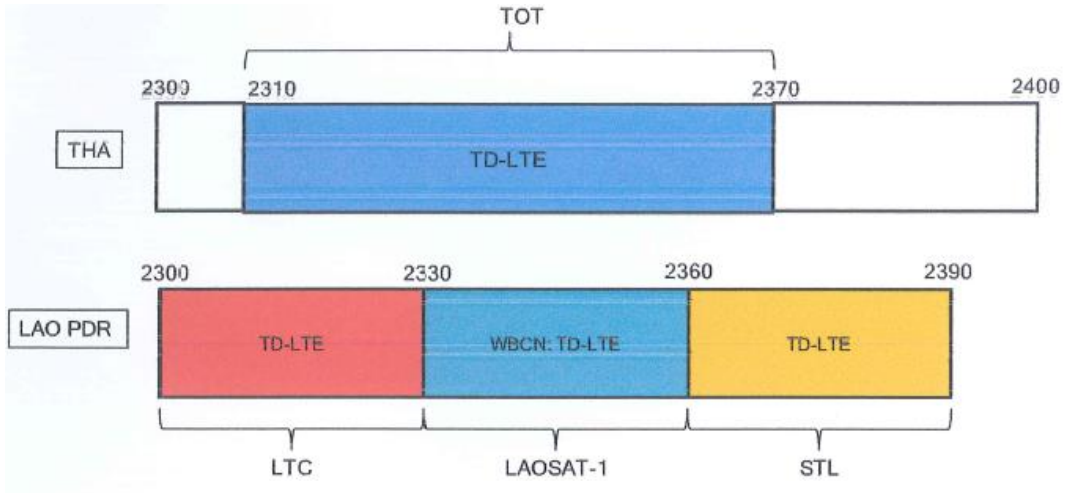 TOT
2300 2310 2370 2400
THA
TD-LTE
2300 2330 2360 2390
LAO PDR
TD-LTE WBCN: TD-LTE TD-LTE
LTC LAOSAT-1 STL